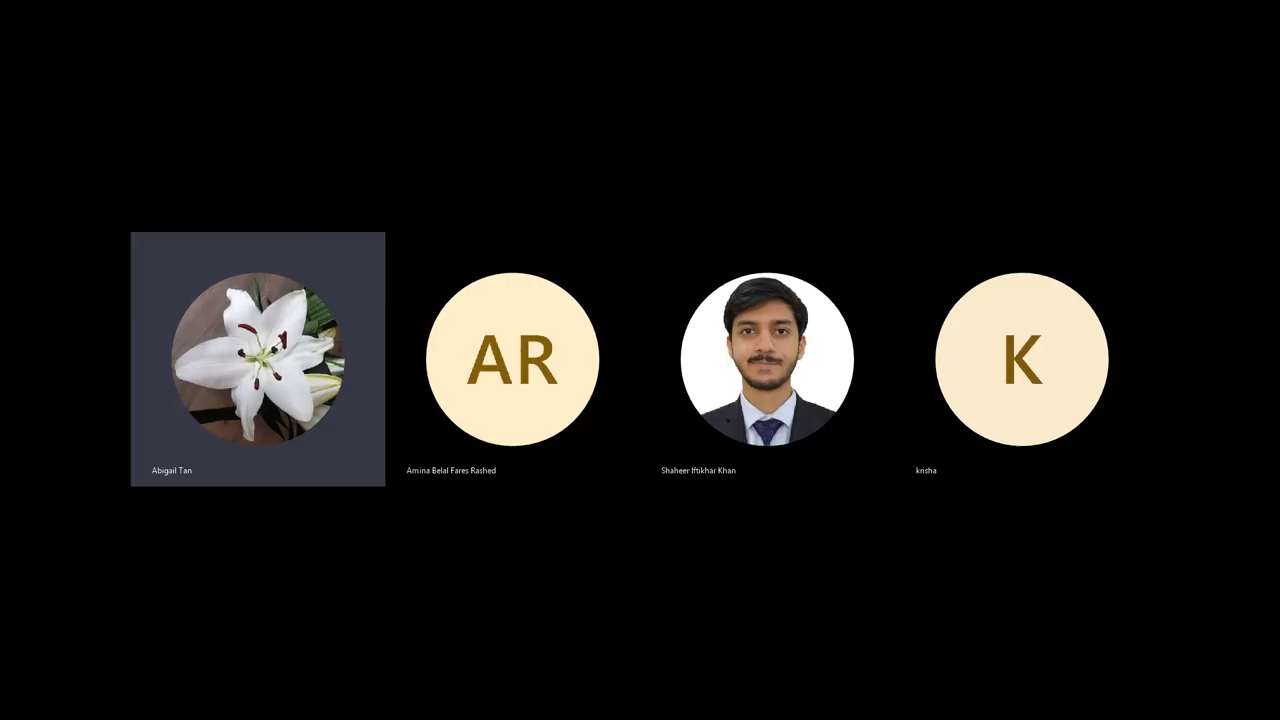 AR
K
Abigail Tan
Amina Belal Fares Rashed
Shaheer Iftikhar Khan
krisha